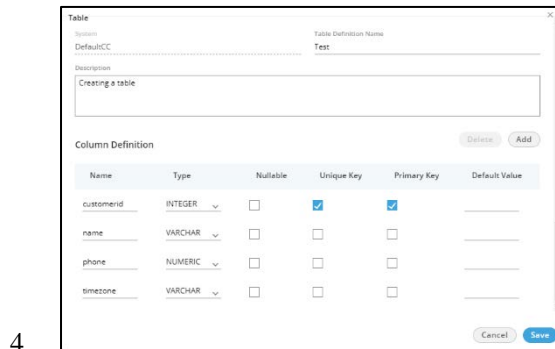 Table ×
System Table Definition Name
DefaultCC Test
Description
Creating a table
Column Definition Delete Add
Name Type Nullable Unique Key Primary Key Default Value
customerid INTEGER
name VARCHAR
phone NUMERIC
timezone VARCHAR
Cancel Save
4